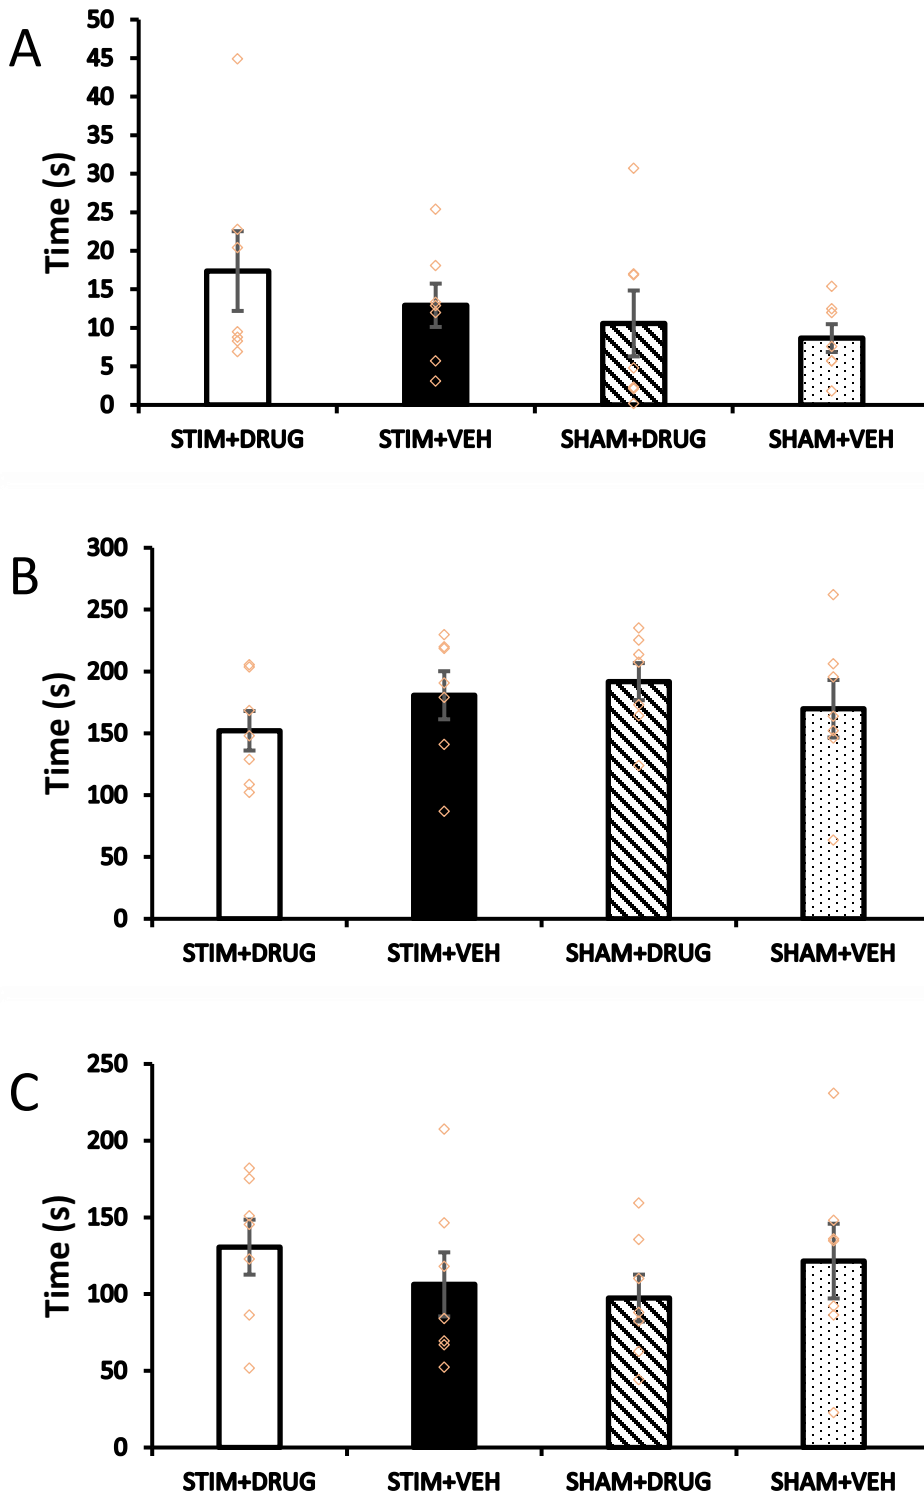 A
Time (s)
50
45
40
35
30
25
20
15
10
5
0
STIM+DRUG STIM+VEH SHAM+DRUG SHAM+VEH
B
Time (s)
300
250
200
150
100
50
0
STIM+DRUG STIM+VEH SHAM+DRUG SHAM+VEH
C
Time (s)
250
200
150
100
50
0
STIM+DRUG STIM+VEH SHAM+DRUG SHAM+VEH